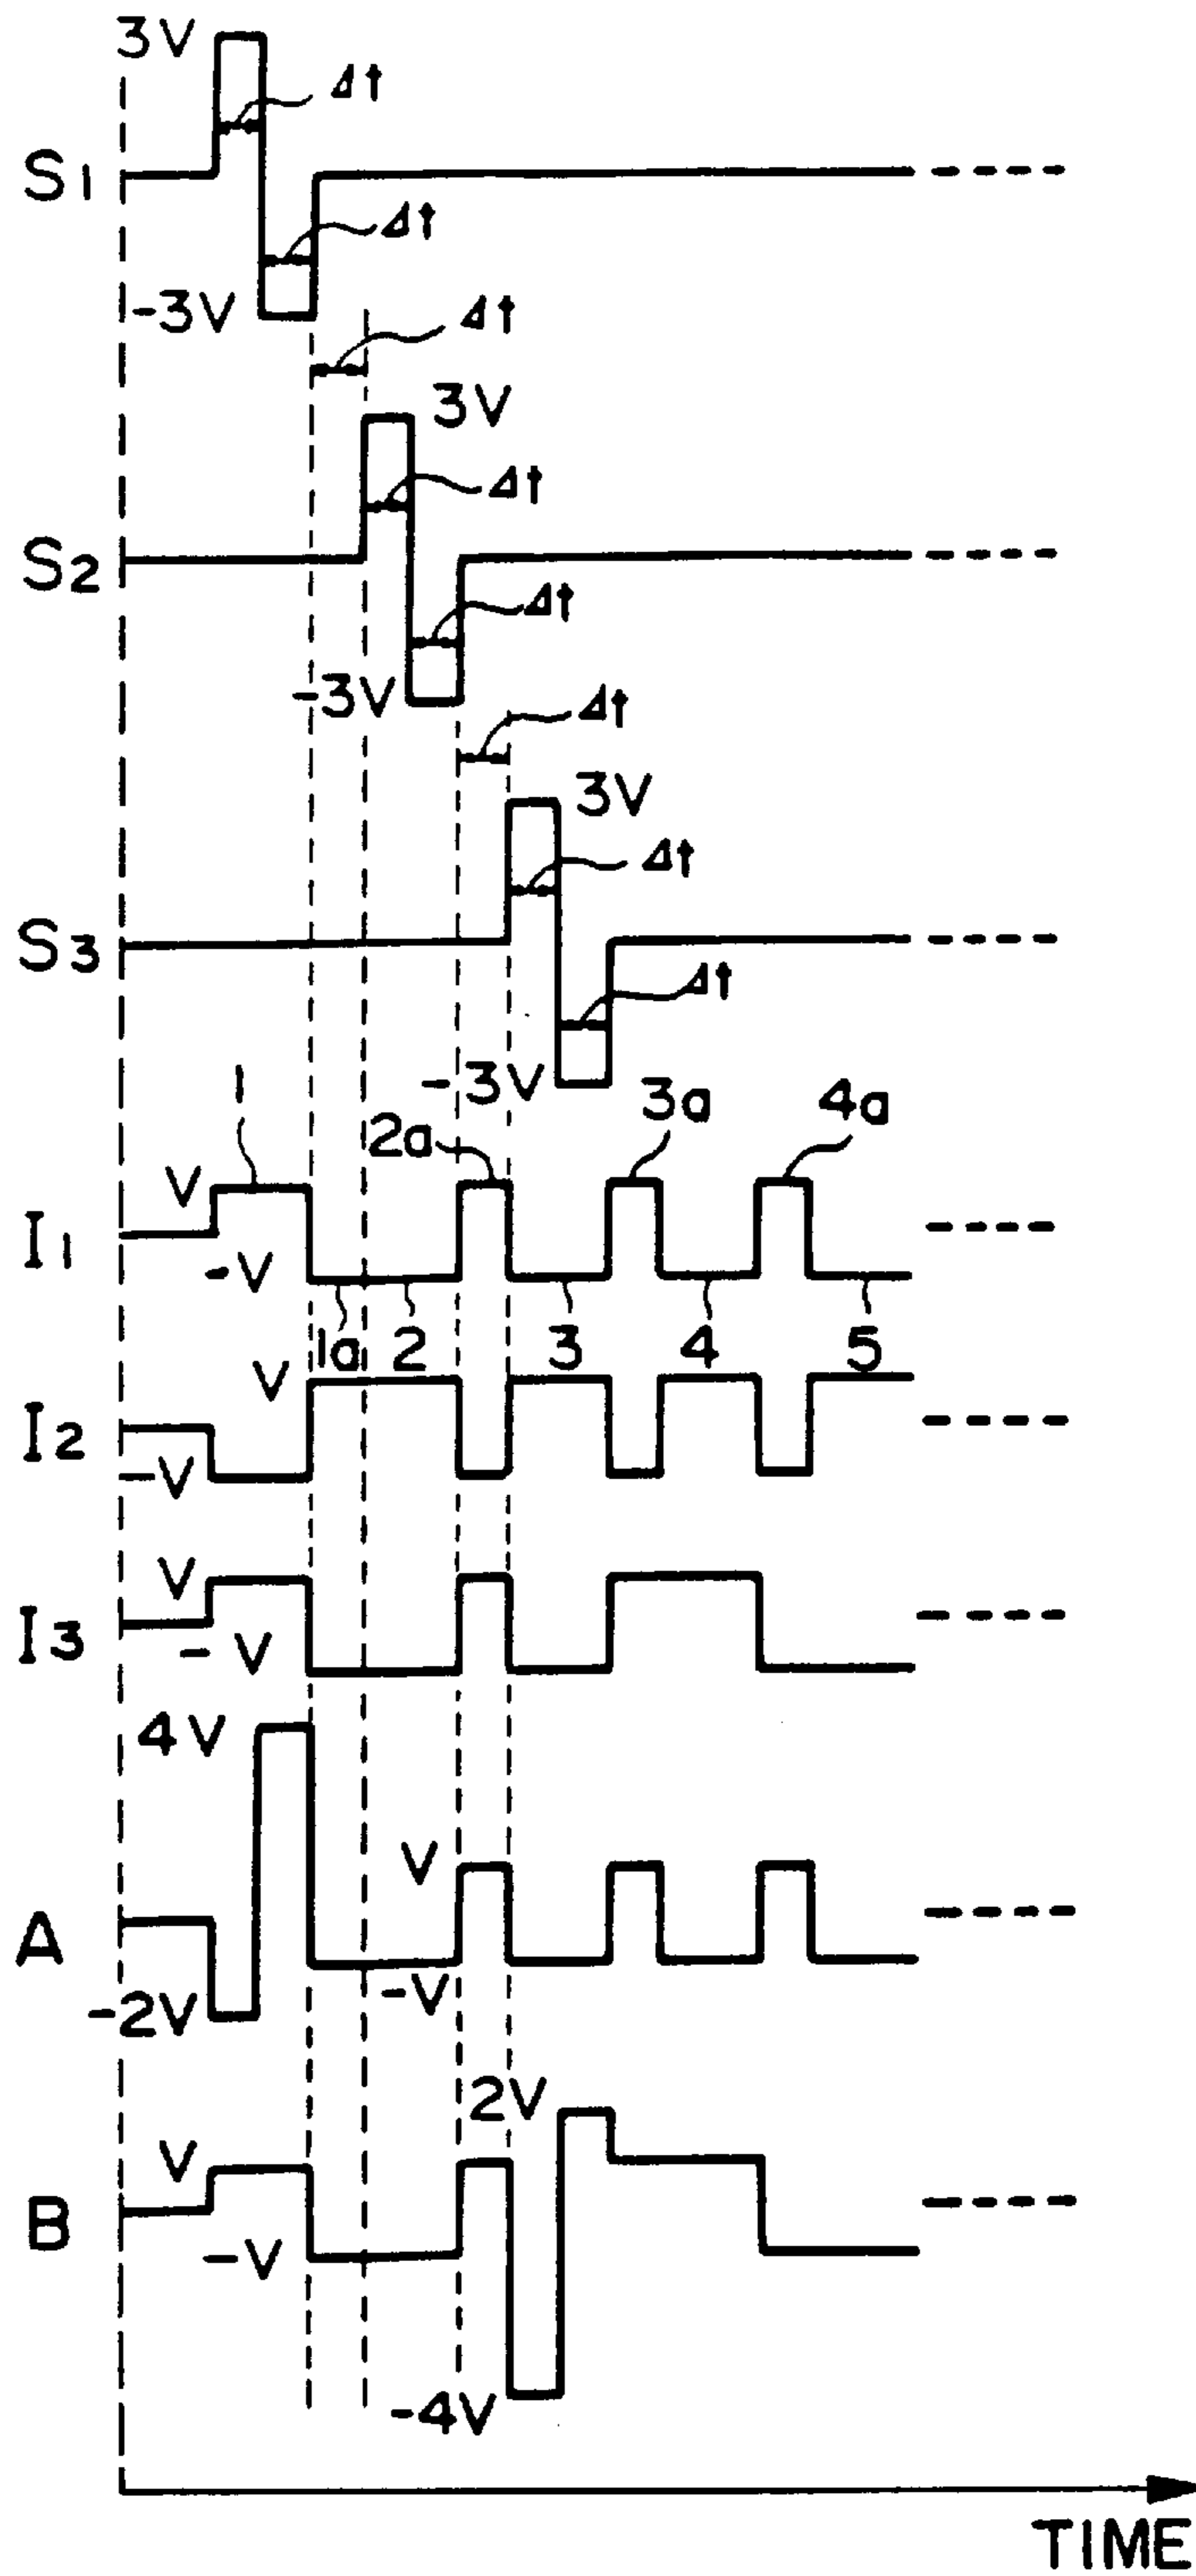 3V
Δt
S1
Δt
-3V
Δt
3V
Δt
S2
Δt
-3V
Δt
3V
Δt
S3
Δt
-3V
1
2a
3a
4a
V
I1
-V
1a 2 3 4 5
V
I2
-V
V
I3
-V
4V
V
A
-V
-2V
2V
V
B
-V
-4V
TIME